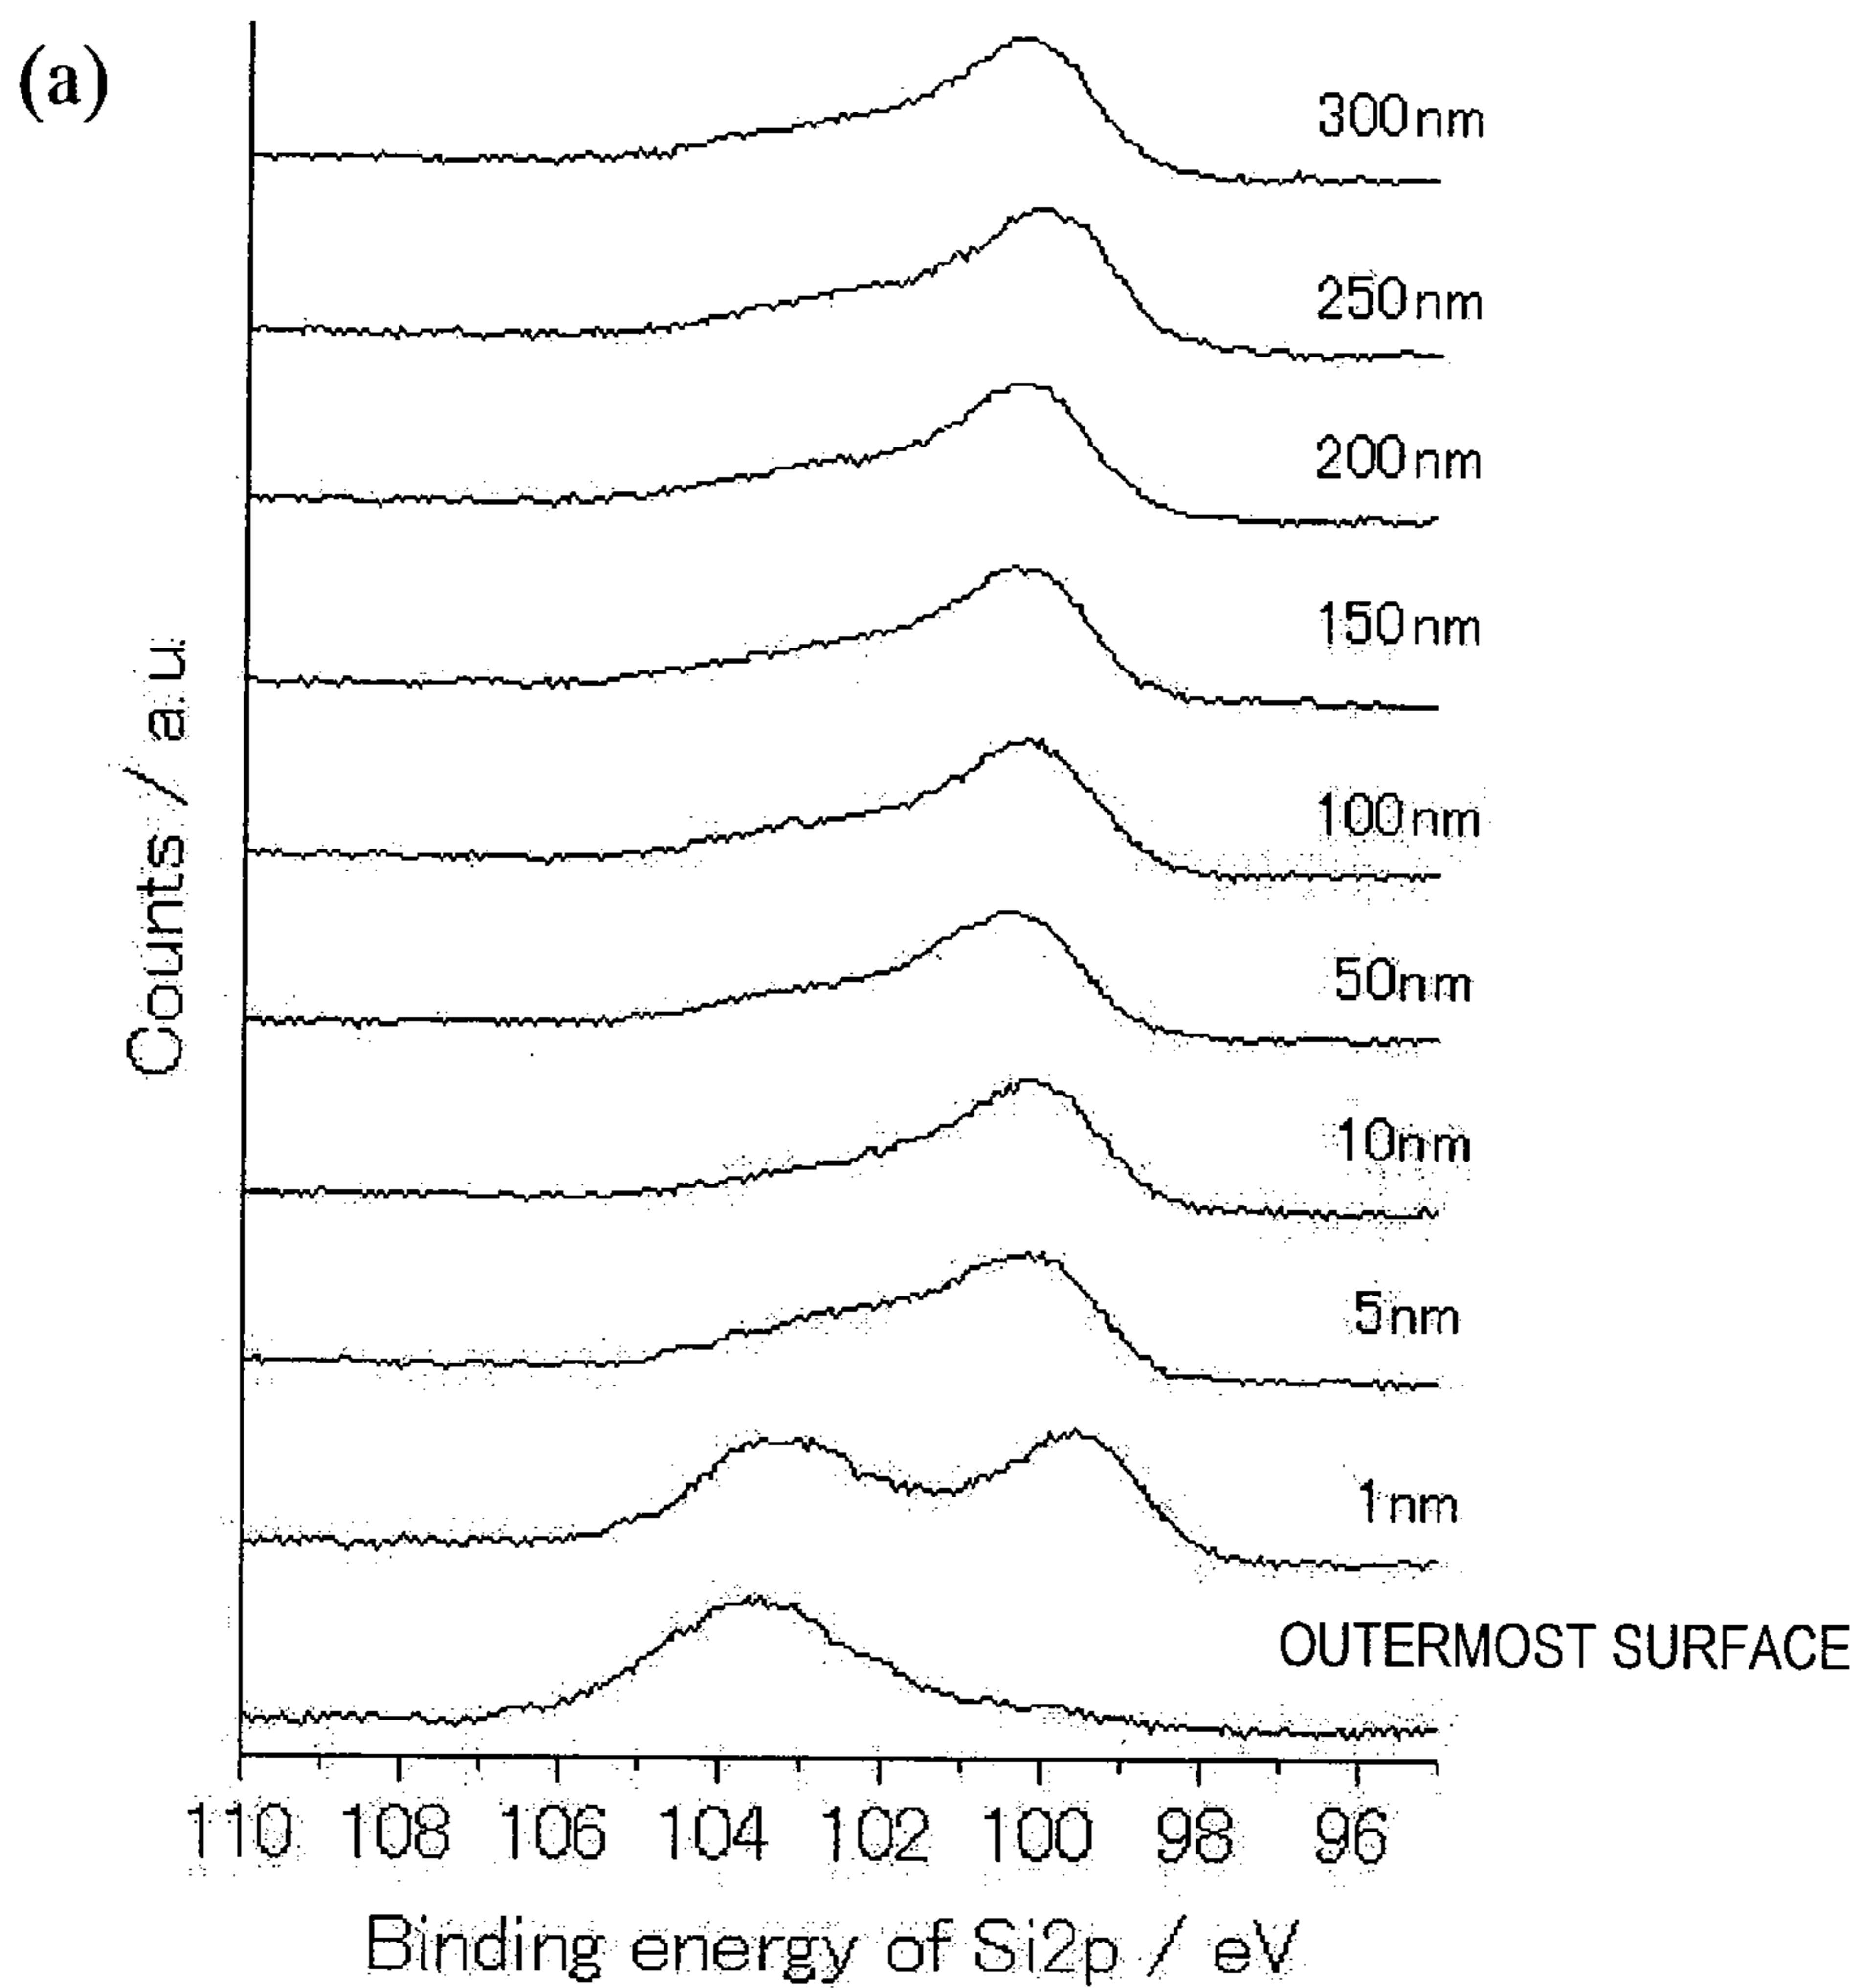 (a)
300nm
250nm
200nm
150nm
100nm
50nm
10nm
5nm
1nm
OUTERMOST SURFACE
Counts / a.u.
110 108 106 104 102 100 98 96
Binding energy of Si2p / eV